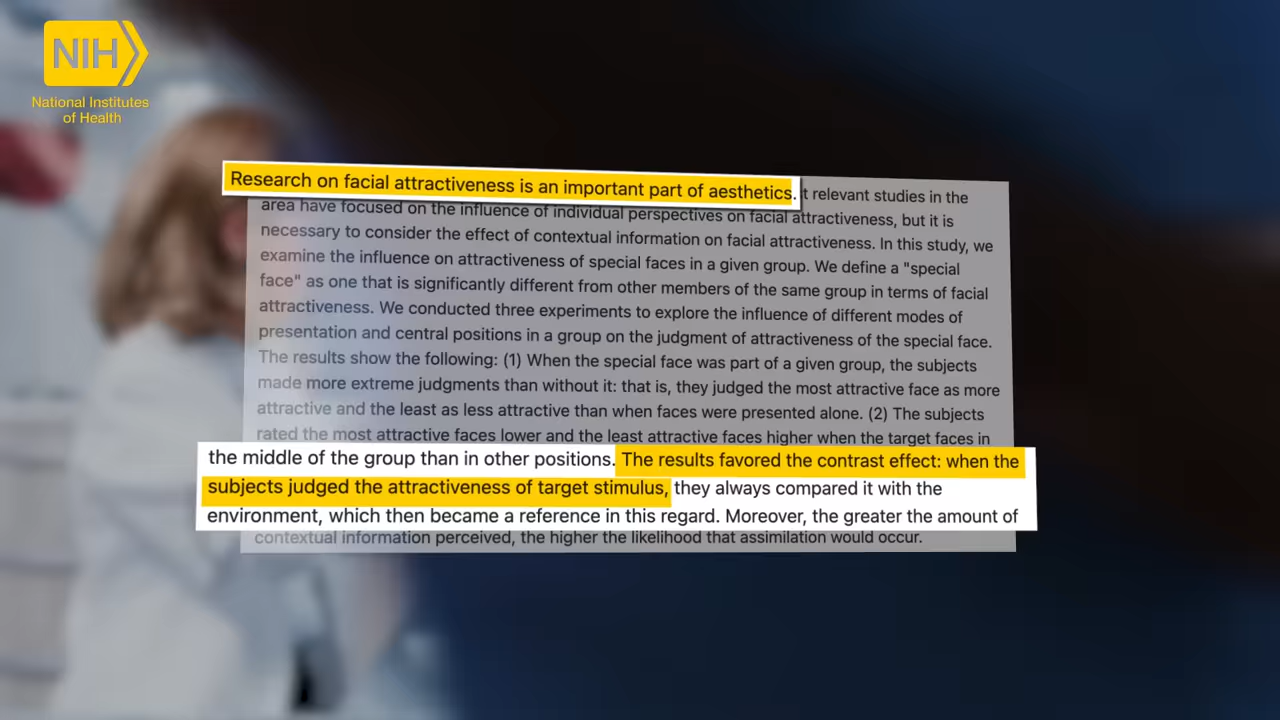 NIH
National Institutes
of Health
Research on facial attractiveness is an important part of aesthetics. t relevant studies in the
area have focused on the influence of individual perspectives on facial attractiveness, but it is
necessary to consider the effect of contextual information on facial attractiveness. In this study, we
examine the influence on attractiveness of special faces in a given group. We define a "special
face" as one that is significantly different from other members of the same group in terms of facial
attractiveness. We conducted three experiments to explore the influence of different modes of
presentation and central positions in a group on the judgment of attractiveness of the special face.
The results show the following: (1) When the special face was part of a given group, the subjects
made more extreme judgments than without it: that is, they judged the most attractive face as more
attractive and the least as less attractive than when faces were presented alone. (2) The subjects
rated the most attractive faces lower and the least attractive faces higher when the target faces in
the middle of the group than in other positions. The results favored the contrast effect: when the
subjects judged the attractiveness of target stimulus, they always compared it with the
environment, which then became a reference in this regard. Moreover, the greater the amount of
contextual information perceived, the higher the likelihood that assimilation would occur.